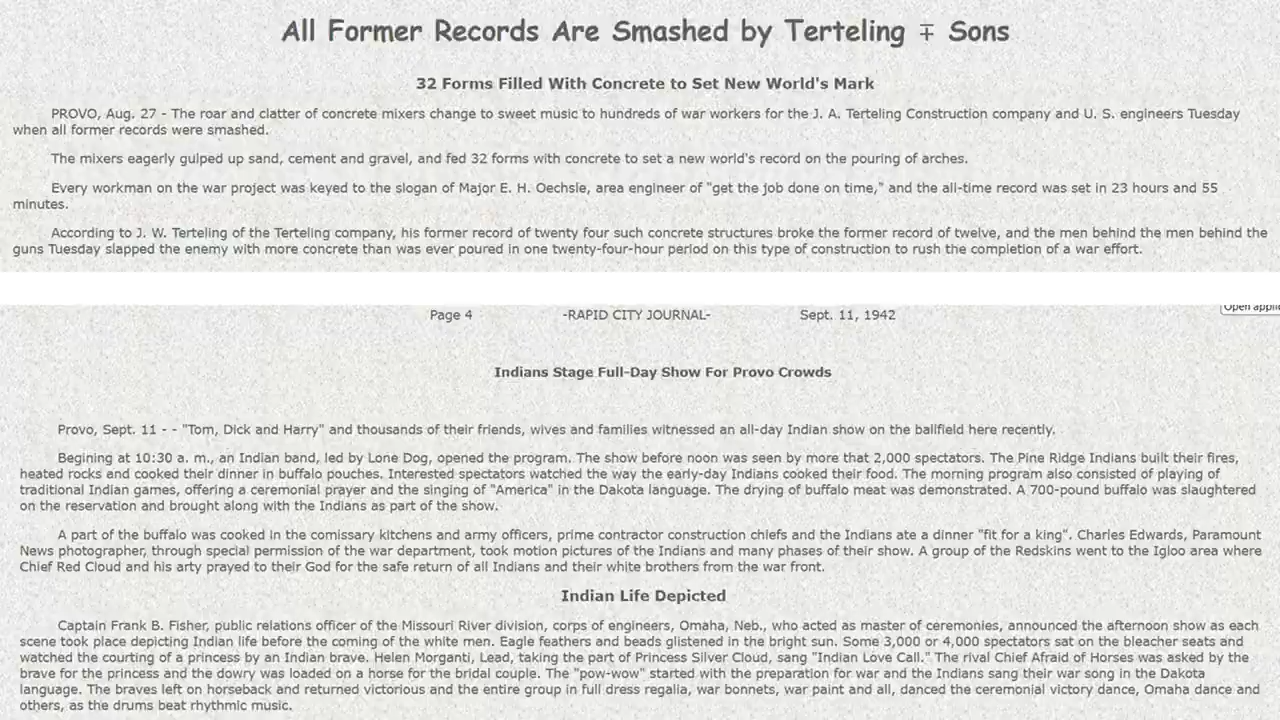 All Former Records Are Smashed by Terteling ∓ Sons
32 Forms Filled With Concrete to Set New World's Mark
PROVO, Aug. 27 - The roar and clatter of concrete mixers change to sweet music to hundreds of war workers for the J. A. Terteling Construction company and U. S. engineers Tuesday
when all former records were smashed.
The mixers eagerly gulped up sand, cement and gravel, and fed 32 forms with concrete to set a new world's record on the pouring of arches.
Every workman on the war project was keyed to the slogan of Major E. H. Oechsle, area engineer of "get the job done on time," and the all-time record was set in 23 hours and 55
minutes.
According to J. W. Terteling of the Terteling company, his former record of twenty four such concrete structures broke the former record of twelve, and the men behind the men behind the
guns Tuesday slapped the enemy with more concrete than was ever poured in one twenty-four-hour period on this type of construction to rush the completion of a war effort.
Page 4 -RAPID CITY JOURNAL- Sept. 11, 1942
Open
Indians Stage Full-Day Show For Provo Crowds
Provo, Sept. 11 - - "Tom, Dick and Harry" and thousands of their friends, wives and families witnessed an all-day Indian show on the ballfield here recently.
Begining at 10:30 a. m., an Indian band, led by Lone Dog, opened the program. The show before noon was seen by more that 2,000 spectators. The Pine Ridge Indians built their fires,
heated rocks and cooked their dinner in buffalo pouches. Interested spectators watched the way the early-day Indians cooked their food. The morning program also consisted of playing of
traditional Indian games, offering a ceremonial prayer and the singing of "America" in the Dakota language. The drying of buffalo meat was demonstrated. A 700-pound buffalo was slaughtered
on the reservation and brought along with the Indians as part of the show.
A part of the buffalo was cooked in the comissary kitchens and army officers, prime contractor construction chiefs and the Indians ate a dinner "fit for a king". Charles Edwards, Paramount
News photographer, through special permission of the war department, took motion pictures of the Indians and many phases of their show. A group of the Redskins went to the Igloo area where
Chief Red Cloud and his arty prayed to their God for the safe return of all Indians and their white brothers from the war front.
Indian Life Depicted
Captain Frank B. Fisher, public relations officer of the Missouri River division, corps of engineers, Omaha, Neb., who acted as master of ceremonies, announced the afternoon show as each
scene took place depicting Indian life before the coming of the white men. Eagle feathers and beads glistened in the bright sun. Some 3,000 or 4,000 spectators sat on the bleacher seats and
watched the courting of a princess by an Indian brave. Helen Morganti, Lead, taking the part of Princess Silver Cloud, sang "Indian Love Call." The rival Chief Afraid of Horses was asked by the
brave for the princess and the dowry was loaded on a horse for the bridal couple. The "pow-wow" started with the preparation for war and the Indians sang their war song in the Dakota
language. The braves left on horseback and returned victorious and the entire group in full dress regalia, war bonnets, war paint and all, danced the ceremonial victory dance, Omaha dance and
others, as the drums beat rhythmic music.